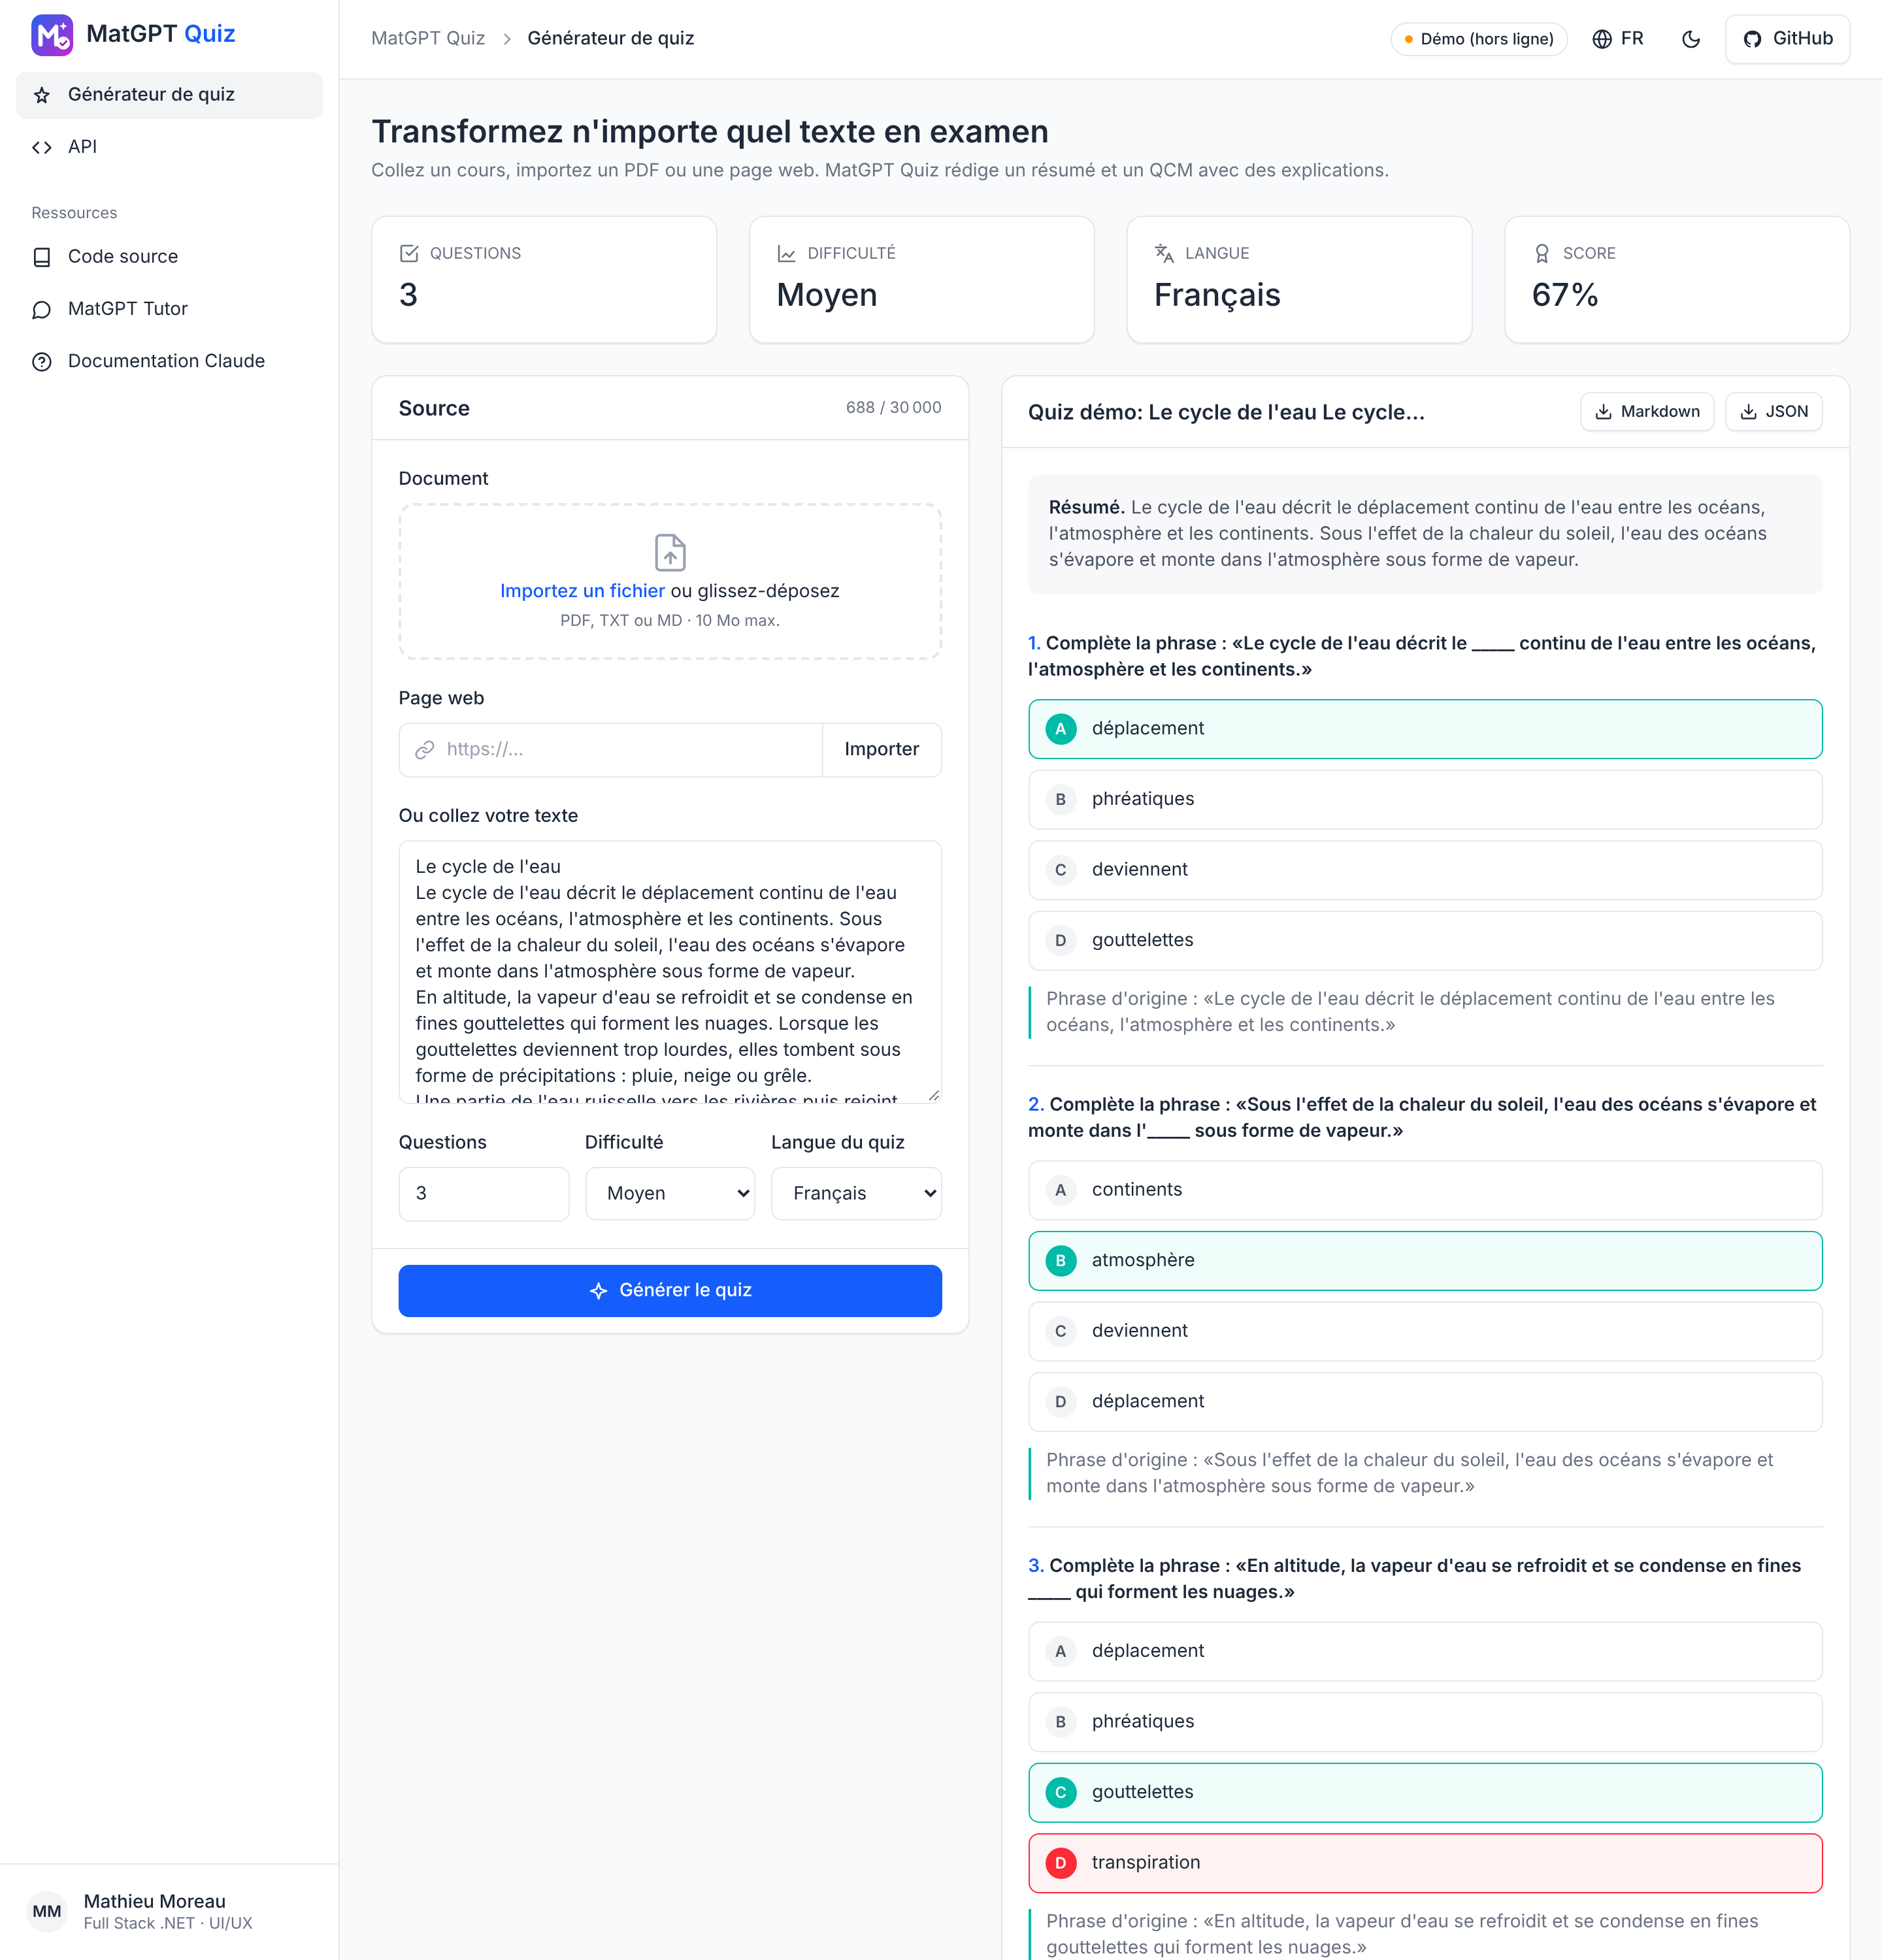 MatGPT Quiz
Générateur de quiz
API
Ressources
Code source
MatGPT Tutor
Documentation Claude
MM
Mathieu Moreau
Full Stack .NET · UI/UX
MatGPT Quiz > Générateur de quiz
Démo (hors ligne)
FR
GitHub
Transformez n'importe quel texte en examen
Collez un cours, importez un PDF ou une page web. MatGPT Quiz rédige un résumé et un QCM avec des explications.
QUESTIONS
3
DIFFICULTÉ
Moyen
LANGUE
Français
SCORE
67%
Source
688 / 30 000
Document
Importez un fichier ou glissez-déposez
PDF, TXT ou MD · 10 Mo max.
Page web
https://...
Importer
Ou collez votre texte
Le cycle de l'eau
Le cycle de l'eau décrit le déplacement continu de l'eau
entre les océans, l'atmosphère et les continents. Sous
l'effet de la chaleur du soleil, l'eau des océans s'évapore
et monte dans l'atmosphère sous forme de vapeur.
En altitude, la vapeur d'eau se refroidit et se condense en
fines gouttelettes qui forment les nuages. Lorsque les
gouttelettes deviennent trop lourdes, elles tombent sous
forme de précipitations : pluie, neige ou grêle.
Une partie de l'eau ruisselle vers les rivières puis rejoint
Questions
Difficulté
Langue du quiz
3
Moyen
Français
Générer le quiz
Quiz démo: Le cycle de l'eau Le cycle...
Markdown
JSON
Résumé. Le cycle de l'eau décrit le déplacement continu de l'eau entre les océans,
l'atmosphère et les continents. Sous l'effet de la chaleur du soleil, l'eau des océans
s'évapore et monte dans l'atmosphère sous forme de vapeur.
1. Complète la phrase : «Le cycle de l'eau décrit le _____ continu de l'eau entre les océans,
l'atmosphère et les continents.»
A déplacement
B phréatiques
C deviennent
D gouttelettes
Phrase d'origine : «Le cycle de l'eau décrit le déplacement continu de l'eau entre les
océans, l'atmosphère et les continents.»
2. Complète la phrase : «Sous l'effet de la chaleur du soleil, l'eau des océans s'évapore et
monte dans l'_____ sous forme de vapeur.»
A continents
B atmosphère
C deviennent
D déplacement
Phrase d'origine : «Sous l'effet de la chaleur du soleil, l'eau des océans s'évapore et
monte dans l'atmosphère sous forme de vapeur.»
3. Complète la phrase : «En altitude, la vapeur d'eau se refroidit et se condense en fines
_____ qui forment les nuages.»
A déplacement
B phréatiques
C gouttelettes
D transpiration
Phrase d'origine : «En altitude, la vapeur d'eau se refroidit et se condense en fines
gouttelettes qui forment les nuages.»